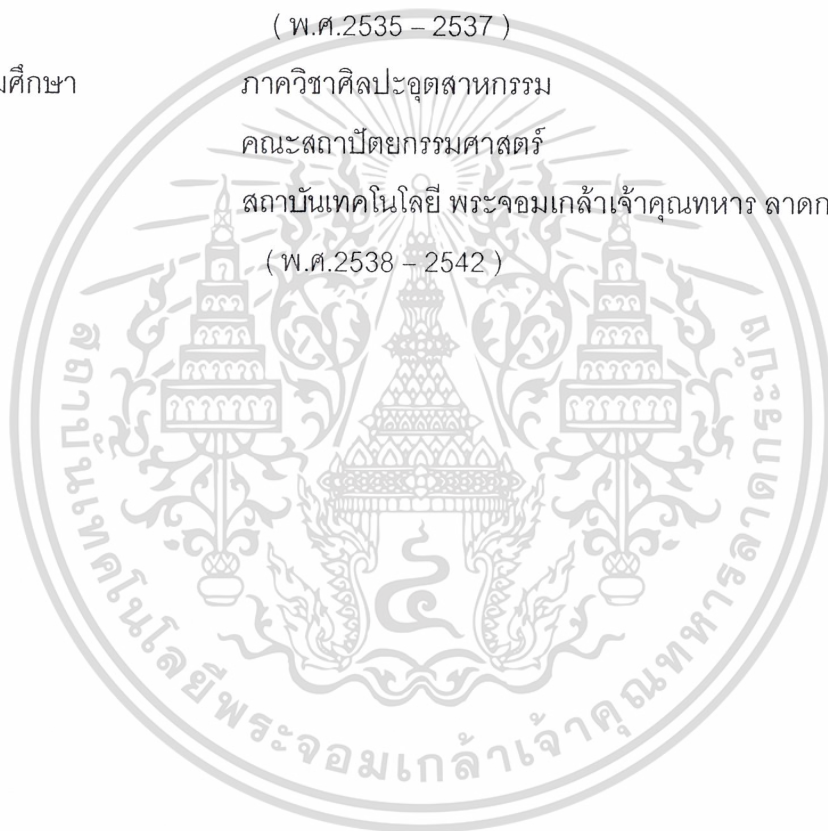 ( พ.ศ.2535 – 2537 )
มศึกษา ภาควิชาศิลปะอุตสาหกรรม
คณะสถาปัตยกรรมศาสตร์
สถาบันเทคโนโลยี พระจอมเกล้าเจ้าคุณทหาร ลาดก
( พ.ศ.2538 – 2542 )
สถาบันเทคโนโลยีพระจอมเกล้าเจ้าคุณทหารลาดกระบัง
๔